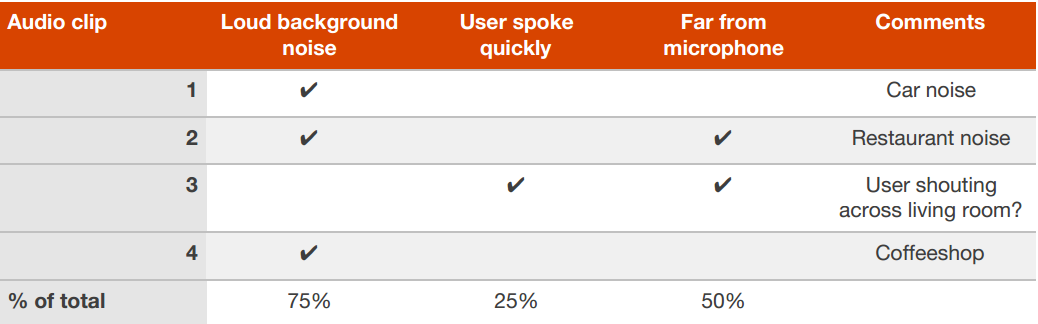 Audio clip Loud background noise User spoke quickly Far from microphone Comments
1 ✔ Car noise
2 ✔ ✔ Restaurant noise
3 ✔ ✔ User shouting across living room?
4 ✔ Coffeeshop
% of total 75% 25% 50%